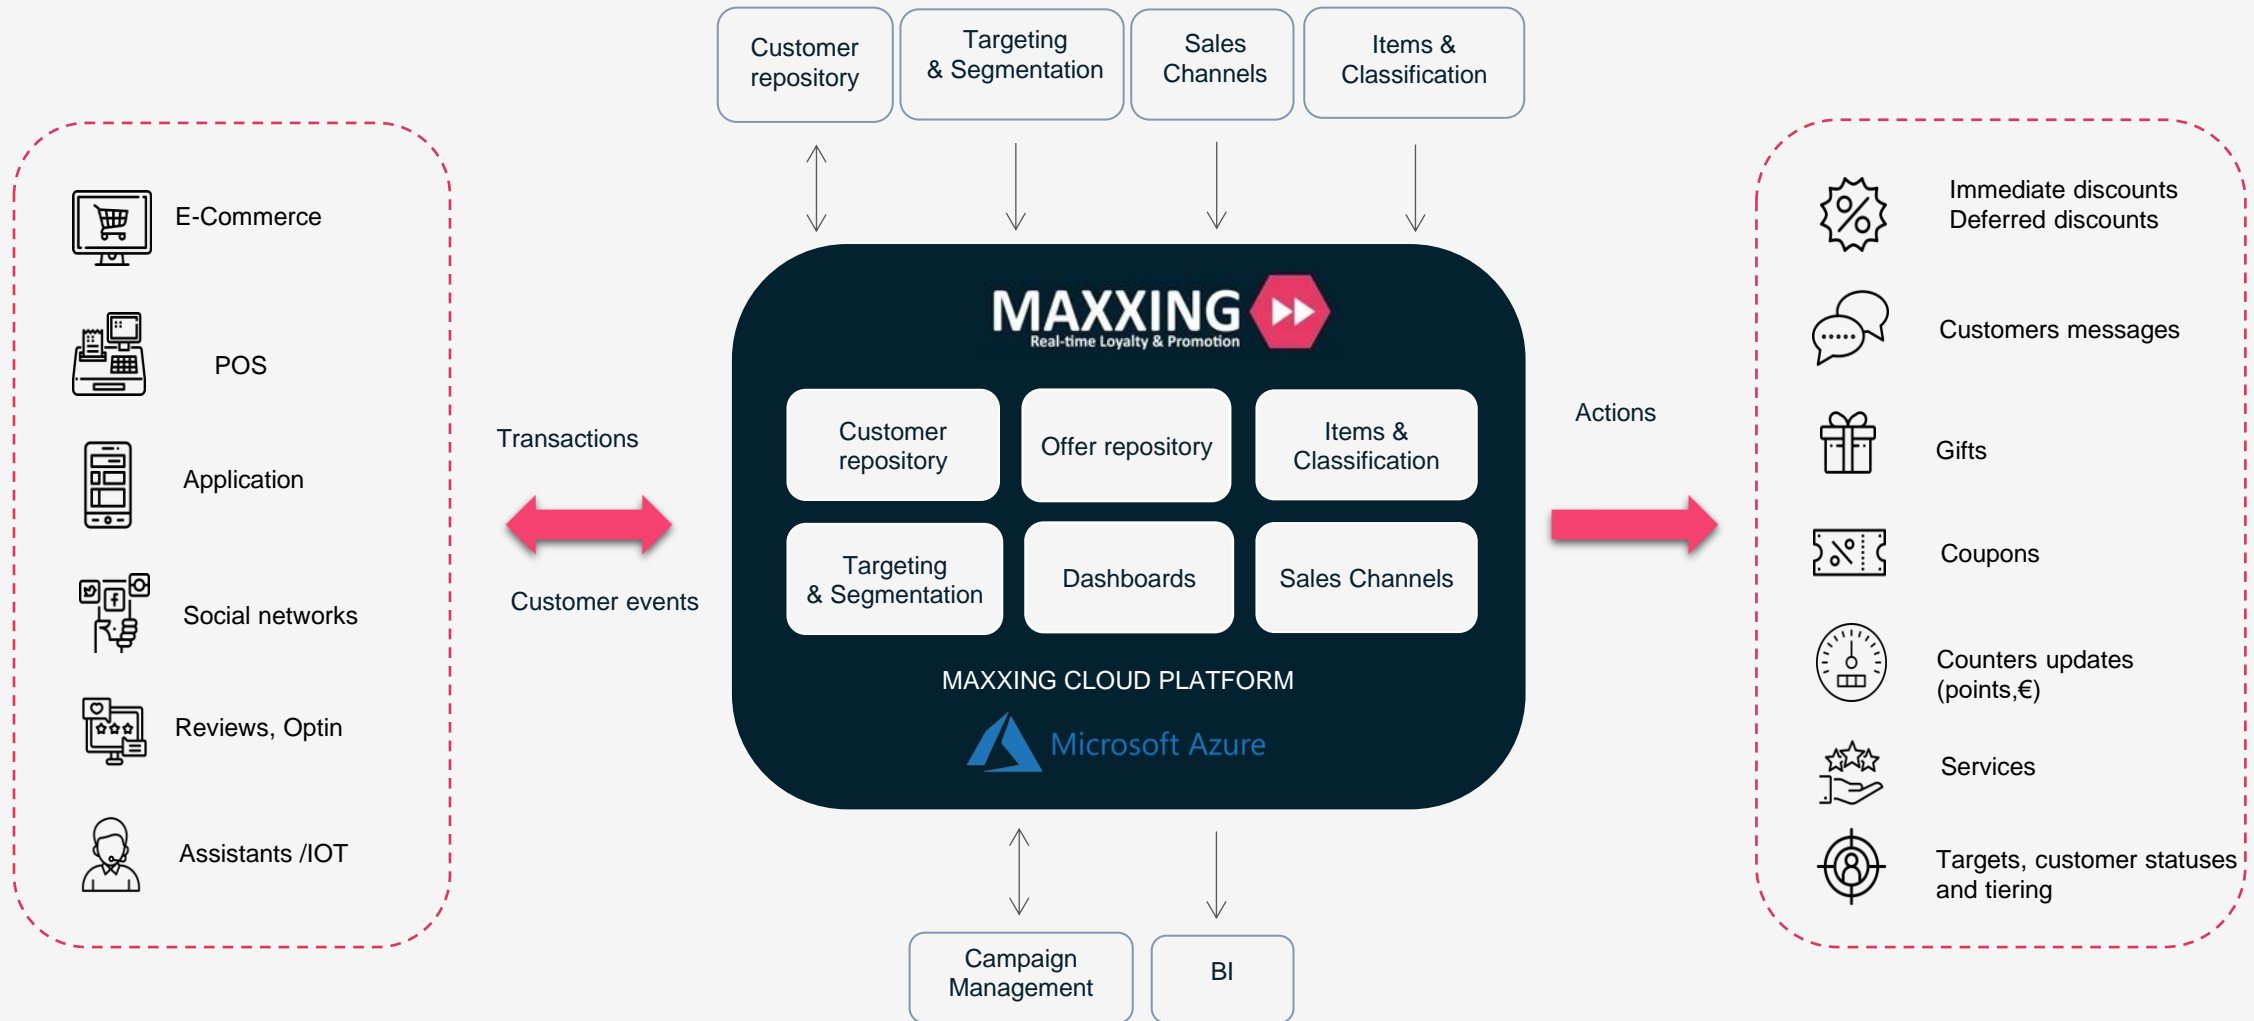 Customer
repository
Targeting
& Segmentation
Sales
Channels
Items &
Classification
E-Commerce
POS
Application
Social networks
Reviews, Optin
Assistants /IOT
Transactions
Customer events
MAXXING
Real-time Loyalty & Promotion
Customer
repository
Offer repository
Items &
Classification
Targeting
& Segmentation
Dashboards
Sales Channels
MAXXING CLOUD PLATFORM
Microsoft Azure
Actions
Immediate discounts
Deferred discounts
Customers messages
Gifts
Coupons
Counters updates
(points,€)
Services
Targets, customer statuses
and tiering
Campaign
Management
BI